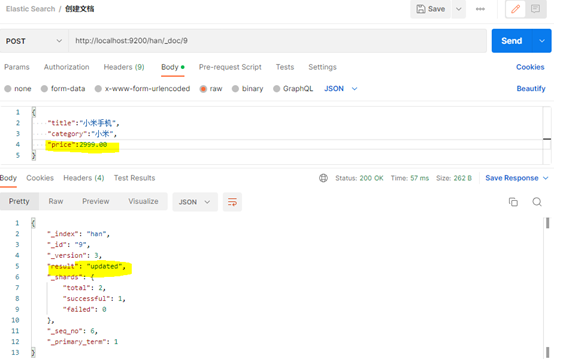 Elastic Search / 创建文档
Save
POST http://localhost:9200/han/_doc/9 Send
Params Authorization Headers (9) Body Pre-request Script Tests Settings Cookies
none form-data x-www-form-urlencoded raw binary GraphQL JSON Beautify
1 {
2 "title":"小米手机",
3 "category":"小米",
4 "price":2999.00
5 }
Body Cookies Headers (4) Test Results Status: 200 OK Time: 57 ms Size: 262 B Save Response
Pretty Raw Preview Visualize JSON
1 {
2 "_index": "han",
3 "_id": "9",
4 "_version": 3,
5 "result": "updated",
6 "_shards": {
7 "total": 2,
8 "successful": 1,
9 "failed": 0
10 },
11 "_seq_no": 6,
12 "_primary_term": 1
13 }